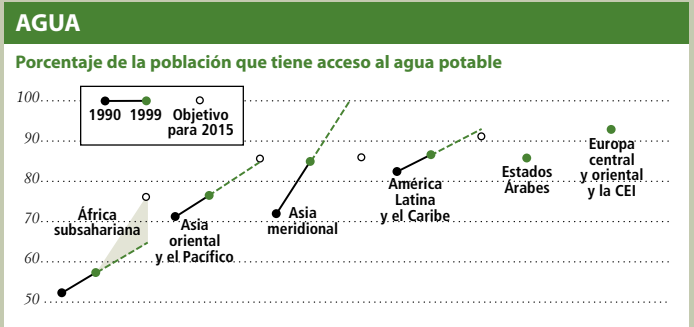 AGUA
Porcentaje de la población que tiene acceso al agua potable
100
1990 1999 Objetivo
para 2015
90
80
70
60
50
África
subsahariana
Asia
oriental
y el Pacífico
Asia
meridional
América
Latina
y el Caribe
Estados
Árabes
Europa
central
y oriental
y la CEI